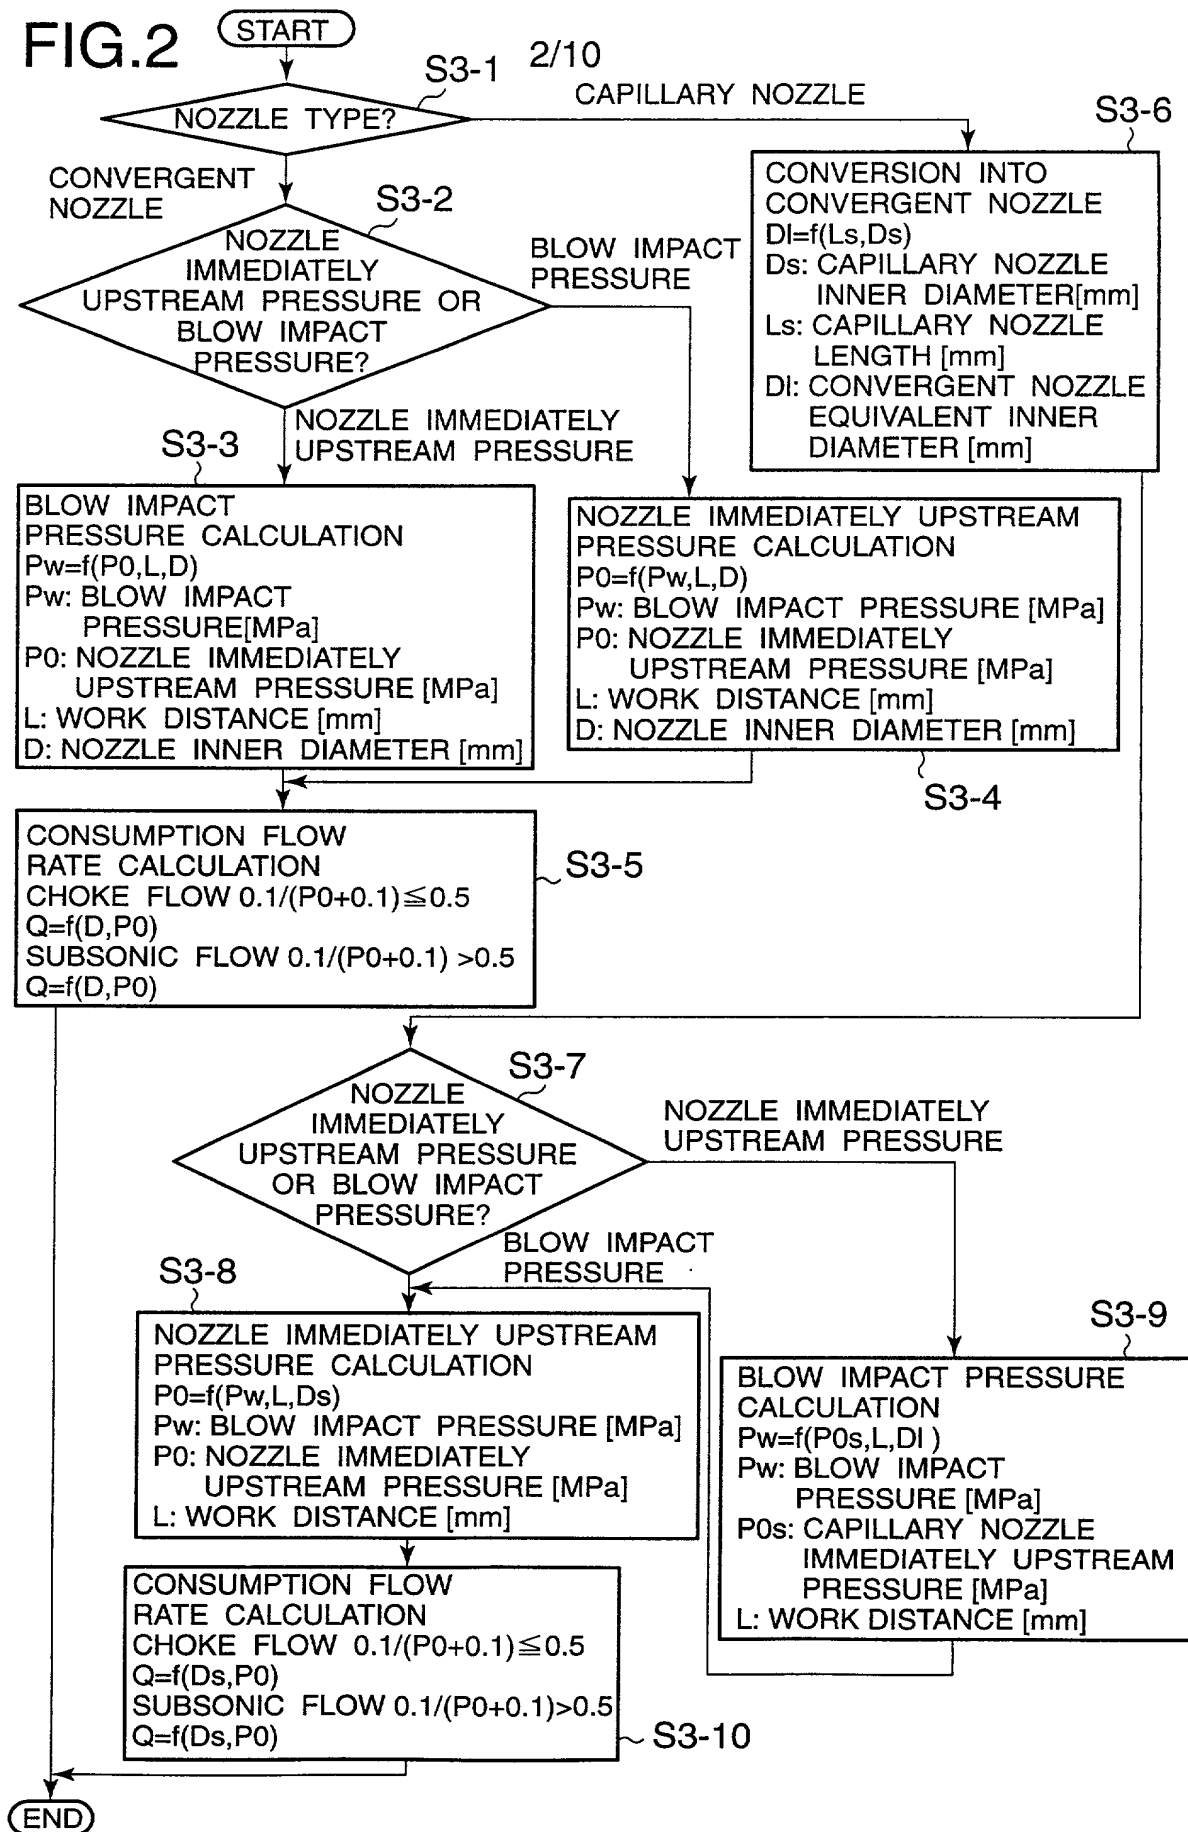 FIG.2
START
2/10
S3-1
NOZZLE TYPE?
CAPILLARY NOZZLE
CONVERGENT
NOZZLE
S3-6
CONVERSION INTO
CONVERGENT NOZZLE
DI=f(Ls,Ds)
Ds: CAPILLARY NOZZLE
INNER DIAMETER[mm]
Ls: CAPILLARY NOZZLE
LENGTH [mm]
DI: CONVERGENT NOZZLE
EQUIVALENT INNER
DIAMETER [mm]
S3-2
NOZZLE
IMMEDIATELY
UPSTREAM PRESSURE OR
BLOW IMPACT
PRESSURE?
BLOW IMPACT
PRESSURE
NOZZLE IMMEDIATELY
UPSTREAM PRESSURE
S3-3
BLOW IMPACT
PRESSURE CALCULATION
Pw=f(P0,L,D)
Pw: BLOW IMPACT
PRESSURE[MPa]
P0: NOZZLE IMMEDIATELY
UPSTREAM PRESSURE [MPa]
L: WORK DISTANCE [mm]
D: NOZZLE INNER DIAMETER [mm]
NOZZLE IMMEDIATELY UPSTREAM
PRESSURE CALCULATION
P0=f(Pw,L,D)
Pw: BLOW IMPACT PRESSURE [MPa]
P0: NOZZLE IMMEDIATELY
UPSTREAM PRESSURE [MPa]
L: WORK DISTANCE [mm]
D: NOZZLE INNER DIAMETER [mm]
S3-4
CONSUMPTION FLOW
RATE CALCULATION
CHOKE FLOW 0.1/(P0+0.1)≦0.5
Q=f(D,P0)
SUBSONIC FLOW 0.1/(P0+0.1) >0.5
Q=f(D,P0)
S3-5
S3-7
NOZZLE
IMMEDIATELY
UPSTREAM PRESSURE
OR BLOW IMPACT
PRESSURE?
NOZZLE IMMEDIATELY
UPSTREAM PRESSURE
BLOW IMPACT
PRESSURE
S3-8
NOZZLE IMMEDIATELY UPSTREAM
PRESSURE CALCULATION
P0=f(Pw,L,Ds)
Pw: BLOW IMPACT PRESSURE [MPa]
P0: NOZZLE IMMEDIATELY
UPSTREAM PRESSURE [MPa]
L: WORK DISTANCE [mm]
S3-9
BLOW IMPACT PRESSURE
CALCULATION
Pw=f(P0s,L,DI )
Pw: BLOW IMPACT
PRESSURE [MPa]
P0s: CAPILLARY NOZZLE
IMMEDIATELY UPSTREAM
PRESSURE [MPa]
L: WORK DISTANCE [mm]
CONSUMPTION FLOW
RATE CALCULATION
CHOKE FLOW 0.1/(P0+0.1)≦0.5
Q=f(Ds,P0)
SUBSONIC FLOW 0.1/(P0+0.1)>0.5
Q=f(Ds,P0)
S3-10
END